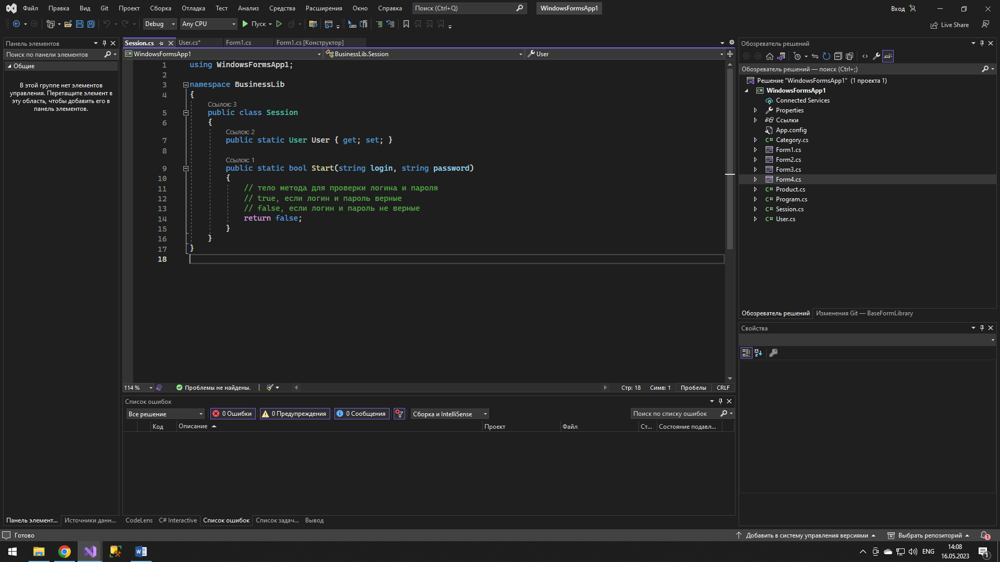 Файл Правка Вид Git Проект Сборка Отладка Тест Анализ Средства Расширения Окно Справка Поиск (Ctrl+Q) WindowsFormsApp1 Вход
Debug Any CPU Пуск Live Share
Панель элементов
Поиск по панели элементов
Общие
В этой группе нет элементов
управления. Перетащите элемент в
эту область, чтобы добавить его в
панель элементов.
Session.cs User.cs* Form1.cs Form1.cs [Конструктор]
WindowsFormsApp1 BusinessLib.Session User
1 using WindowsFormsApp1;
2
3 namespace BusinessLib
4 {
Ссылок: 3
5 public class Session
6 {
Ссылок: 2
7 public static User User { get; set; }
8
Ссылок: 1
9 public static bool Start(string login, string password)
10 {
11 // тело метода для проверки логина и пароля
12 // true, если логин и пароль верные
13 // false, если логин и пароль не верные
14 return false;
15 }
16 }
17 }
18
114 % Проблемы не найдены. Стр: 18 Симв: 1 Пробелы CRLF
Список ошибок
Все решение 0 Ошибки 0 Предупреждения 0 Сообщения Сборка и IntelliSense Поиск по списку ошибок
Код Описание Проект Файл Ст... Состояние подавл...
Обозреватель решений
Обозреватель решений — поиск (Ctrl+;)
Решение "WindowsFormsApp1" (1 проекта 1)
WindowsFormsApp1
Connected Services
Properties
Ссылки
App.config
C# Category.cs
Form1.cs
Form2.cs
Form3.cs
Form4.cs
C# Product.cs
C# Program.cs
C# Session.cs
C# User.cs
Обозреватель решений Изменения Git — BaseFormLibrary
Свойства
Панель элемент... Источники данн... CodeLens C# Interactive Список ошибок Список задач... Вывод
Готово Добавить в систему управления версиями Выбрать репозиторий 1
ENG 14:08
16.05.2023 1